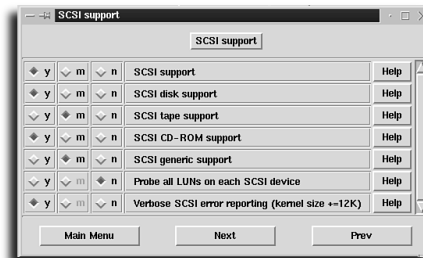 SCSI support
SCSI support
y m n SCSI support Help
y m n SCSI disk support Help
y m n SCSI tape support Help
y m n SCSI CD-ROM support Help
y m n SCSI generic support Help
y m n Probe all LUNs on each SCSI device Help
y m n Verbose SCSI error reporting (kernel size +=12K) Help
Main Menu Next Prev